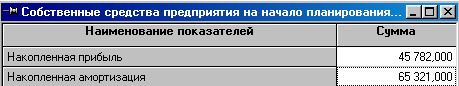 Собственные средства предприятия на начало планирования...
Наименование показателей Сумма
Накопленная прибыль 45 782,000
Накопленная амортизация 65 321,000